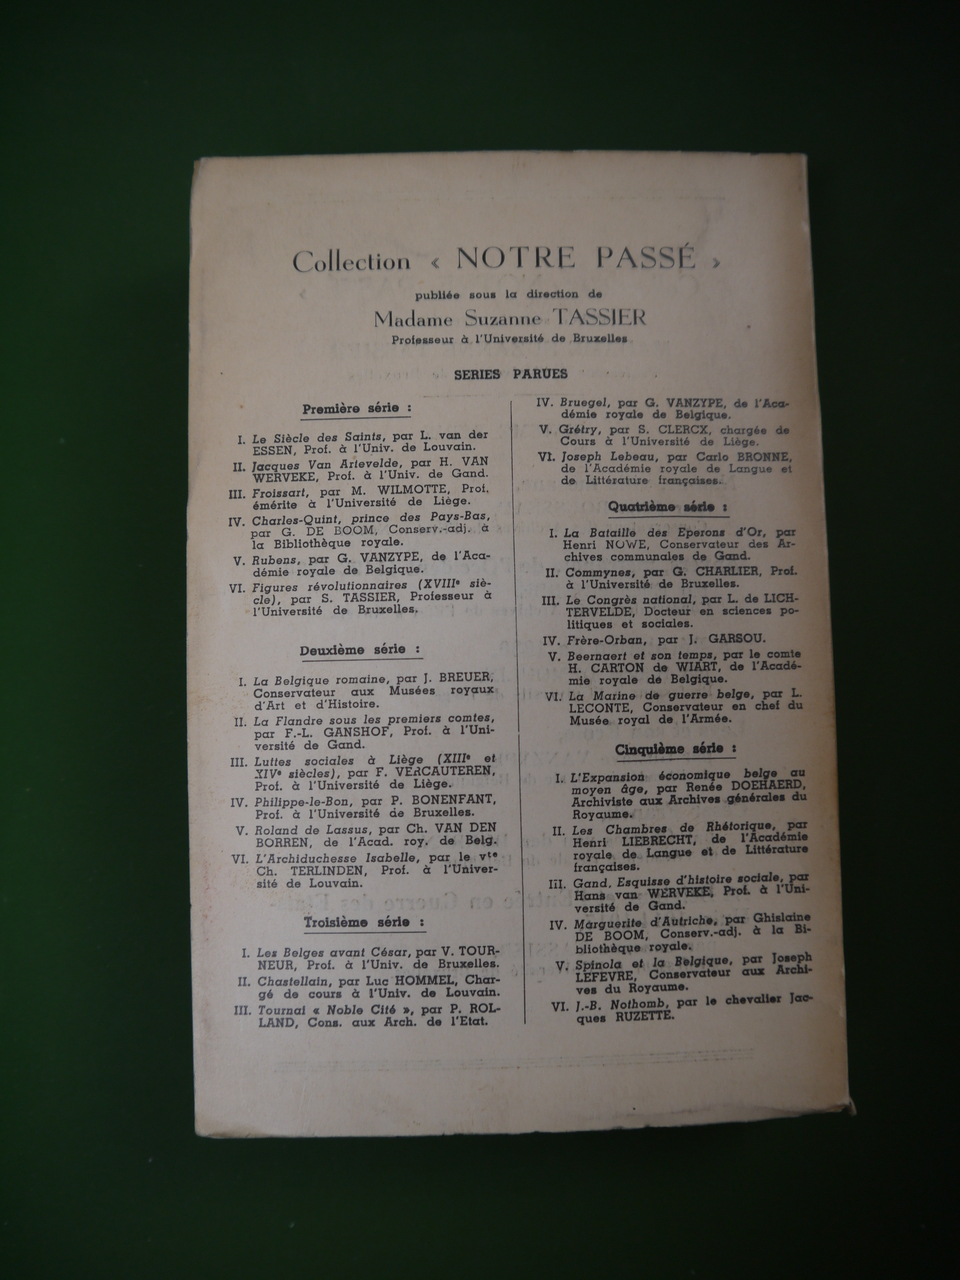 Collection « NOTRE PASSÉ »
publiée sous la direction de
Madame Suzanne TASSIER
Professeur à l'Université de Bruxelles
SERIES PARUES
Première série :
I. Le Siècle des Saints, par L. van der
ESSEN, Prof. à l'Univ. de Louvain.
II. Jacques Van Artevelde, par H. VAN
WERVEKE, Prof. à l'Univ. de Gand.
III. Froissart, par M. WILMOTTE, Prof.
émérite à l'Université de Liège.
IV. Charles-Quint, prince des Pays-Bas,
par G. DE BOOM, Conserv.-adj. à
la Bibliothèque royale.
V. Rubens, par G. VANZYPE, de l'Aca-
démie royale de Belgique.
VI. Figures révolutionnaires (XVIIIe siè-
cle), par S. TASSIER, Professeur à
l'Université de Bruxelles.
Deuxième série :
I. La Belgique romaine, par J. BREUER,
Conservateur aux Musées royaux
d'Art et d'Histoire.
II. La Flandre sous les premiers comtes,
par F.-L. GANSHOF, Prof. à l'Uni-
versité de Gand.
III. Luttes sociales à Liège (XIIIe et
XIVe siècles), par F. VERCAUTEREN,
Prof. à l'Université de Liège.
IV. Philippe-le-Bon, par P. BONENFANT,
Prof. à l'Université de Bruxelles.
V. Roland de Lassus, par Ch. VAN DEN
BORREN, de l'Acad. roy. de Belg.
VI. L'Archiduchesse Isabelle, par le vte
Ch. TERLINDEN, Prof. à l'Univer-
sité de Louvain.
Troisième série :
I. Les Belges avant César, par V. TOUR-
NEUR, Prof. à l'Univ. de Bruxelles.
II. Chastellain, par Luc HOMMEL, Char-
gé de cours à l'Univ. de Louvain.
III. Tournai « Noble Cité », par P. ROL-
LAND, Cons. aux Arch. de l'Etat.
IV. Bruegel, par G. VANZYPE, de l'Aca-
démie royale de Belgique.
V. Grétry, par S. CLERCX, chargée de
Cours à l'Université de Liège.
VI. Joseph Lebeau, par Carlo BRONNE,
de l'Académie royale de Langue et
de Littérature françaises.
Quatrième série :
I. La Bataille des Eperons d'Or, par
Henri NOWE, Conservateur des Ar-
chives communales de Gand.
II. Commynes, par G. CHARLIER, Prof.
à l'Université de Bruxelles.
III. Le Congrès national, par L. de LICH-
TERVELDE, Docteur en sciences po-
litiques et sociales.
IV. Frère-Orban, par J. GARSOU.
V. Beernaert et son temps, par le comte
H. CARTON de WIART, de l'Acadé-
mie royale de Belgique.
VI. La Marine de guerre belge, par L.
LECONTE, Conservateur en chef du
Musée royal de l'Armée.
Cinquième série :
I. L'Expansion économique belge au
moyen âge, par Renée DOEHAERD,
Archiviste aux Archives générales du
Royaume.
II. Les Chambres de Rhétorique, par
Henri LIEBRECHT, de l'Académie
royale de Langue et de Littérature
françaises.
III. Gand, Esquisse d'histoire sociale, par
Hans van WERVEKE, Prof. à l'Uni-
versité de Gand.
IV. Marguerite d'Autriche, par Ghislaine
DE BOOM, Conserv.-adj. à la Bi-
bliothèque royale.
V. Spinola et la Belgique, par Joseph
LEFEVRE, Conservateur aux Archi-
ves du Royaume.
VI. J.-B. Nothomb, par le chevalier Jac-
ques RUZETTE.